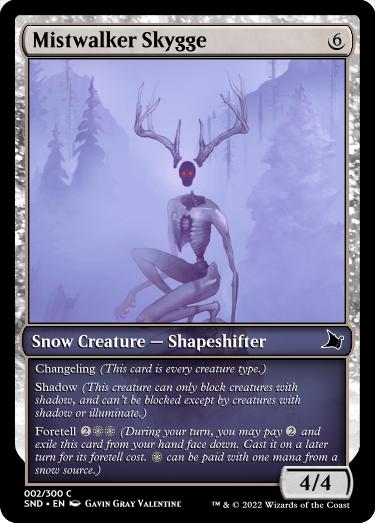 Mistwalker Skygge 6
Snow Creature — Shapeshifter
Changeling (This card is every creature type.)
Shadow (This creature can only block creatures with
shadow, and can't be blocked except by creatures with
shadow or illuminate.)
Foretell 2 (During your turn, you may pay 2 and
exile this card from your hand face down. Cast it on a later
turn for its foretell cost. can be paid with one mana from a
snow source.)
4/4
002/300 C
SND • EN GAVIN GRAY VALENTINE
™ & © 2022 Wizards of the Coast